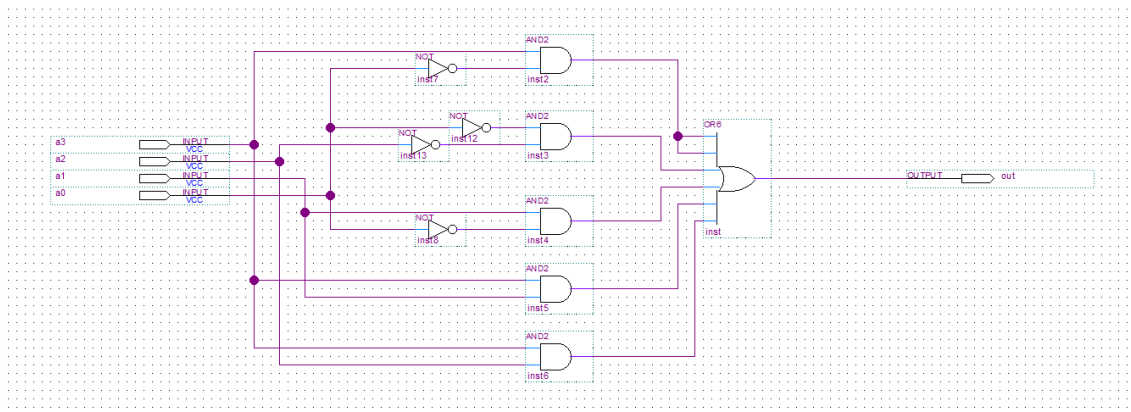 AND2
inst2
NOT
inst7
NOT
inst12
AND2
inst3
NOT
inst13
OR6
inst
a3 INPUT
VCC
a2 INPUT
VCC
a1 INPUT
VCC
a0 INPUT
VCC
OUTPUT out
AND2
inst4
NOT
inst8
AND2
inst5
AND2
inst6